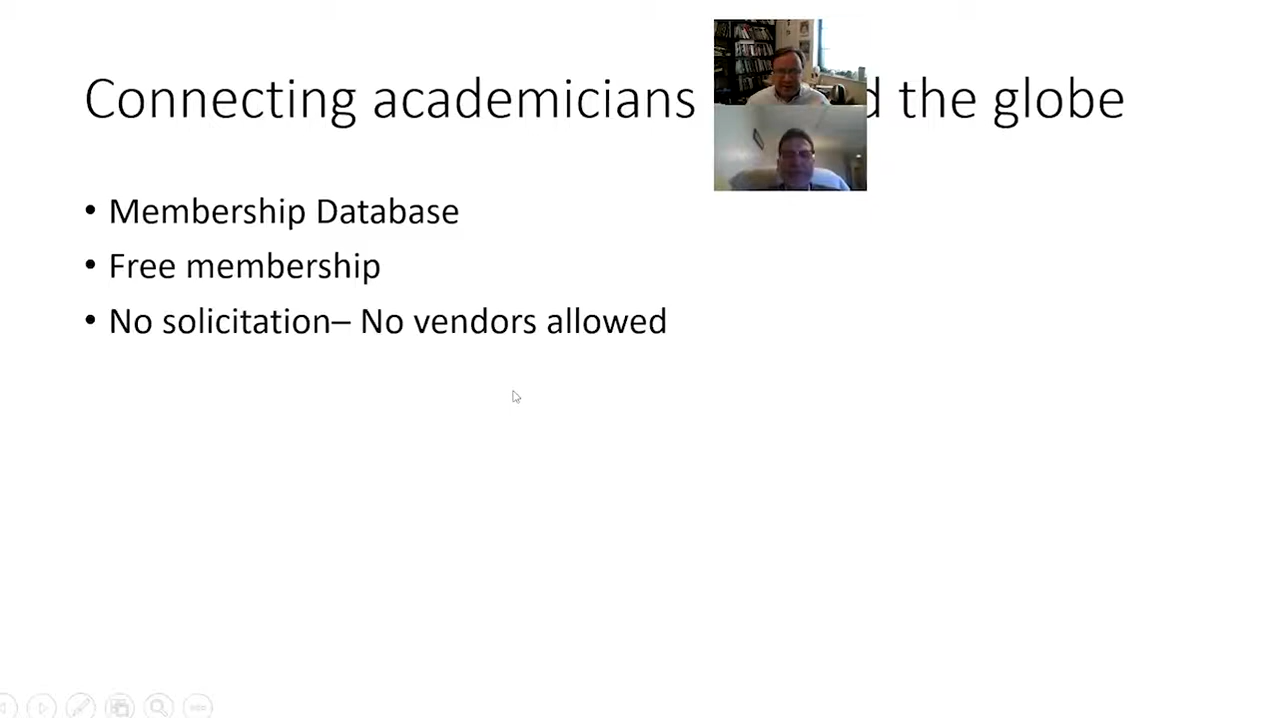 Connecting academicians d the globe
• Membership Database
• Free membership
• No solicitation– No vendors allowed